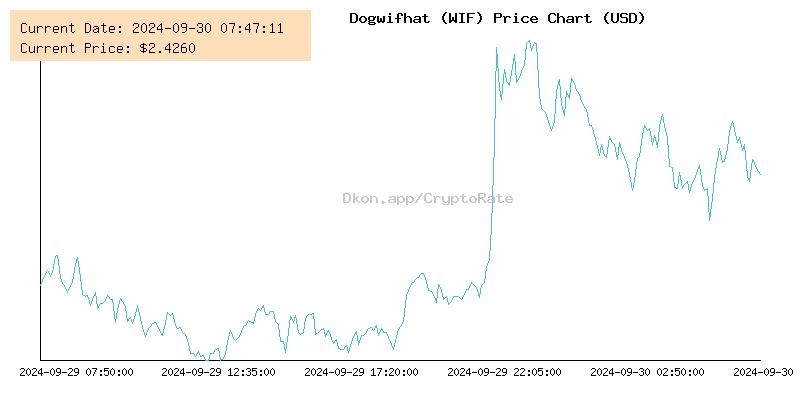 Dogwifhat (WIF) Price Chart (USD)
Current Date: 2024-09-30 07:47:11
Current Price: $2.4260
Dkon.app/CryptoRate
2024-09-29 07:50:00 2024-09-29 12:35:00 2024-09-29 17:20:00 2024-09-29 22:05:00 2024-09-30 02:50:00 2024-09-30